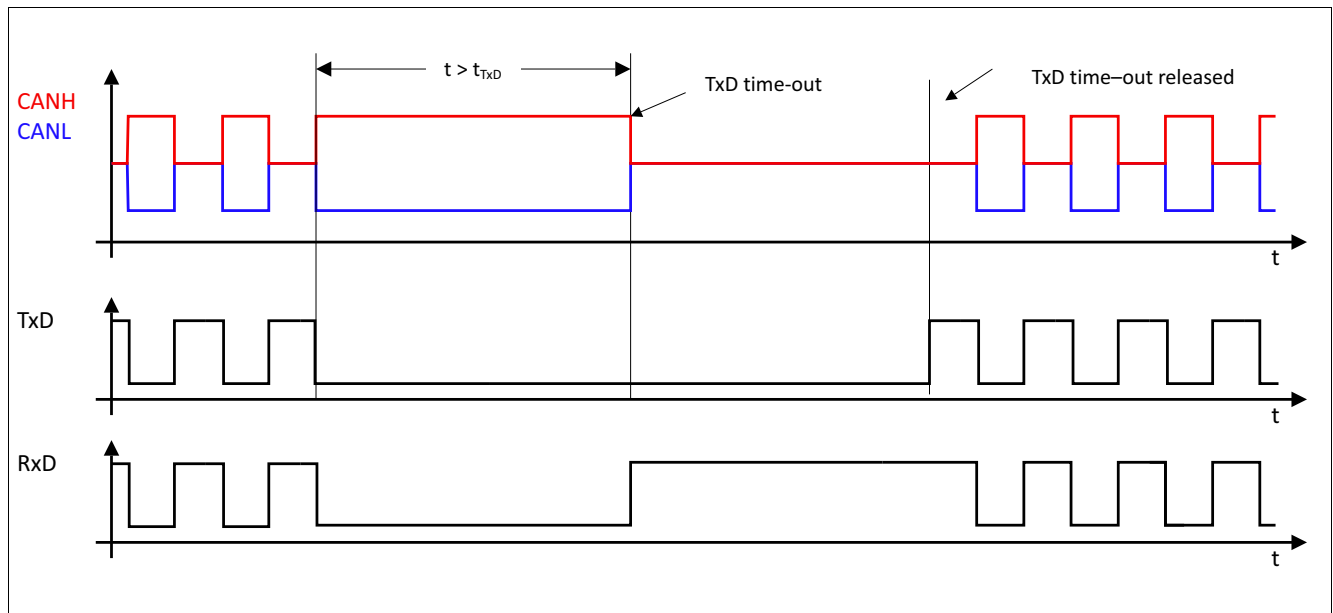 t > tTxD
TxD time-out
TxD time–out released
CANH
CANL
t
TxD
t
RxD
t